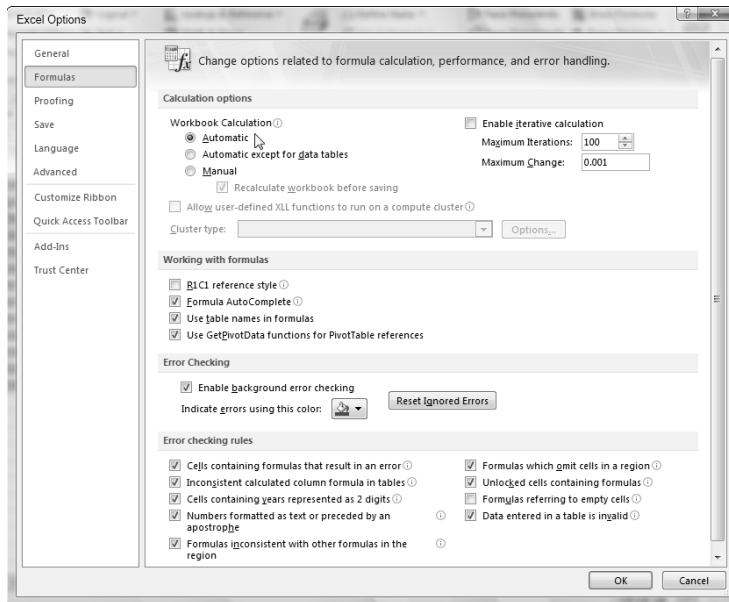 Excel Options
General
Formulas
Proofing
Save
Language
Advanced
Customize Ribbon
Quick Access Toolbar
Add-Ins
Trust Center
Change options related to formula calculation, performance, and error handling.
Calculation options
Workbook Calculation
Automatic
Automatic except for data tables
Manual
Recalculate workbook before saving
Enable iterative calculation
Maximum Iterations: 100
Maximum Change: 0.001
Allow user-defined XLL functions to run on a compute cluster
Cluster type: Options...
Working with formulas
R1C1 reference style
Formula AutoComplete
Use table names in formulas
Use GetPivotData functions for PivotTable references
Error Checking
Enable background error checking
Indicate errors using this color: Reset Ignored Errors
Error checking rules
Cells containing formulas that result in an error
Inconsistent calculated column formula in tables
Cells containing years represented as 2 digits
Numbers formatted as text or preceded by an
apostrophe
Formulas inconsistent with other formulas in the
region
Formulas which omit cells in a region
Unlocked cells containing formulas
Formulas referring to empty cells
Data entered in a table is invalid
OK Cancel